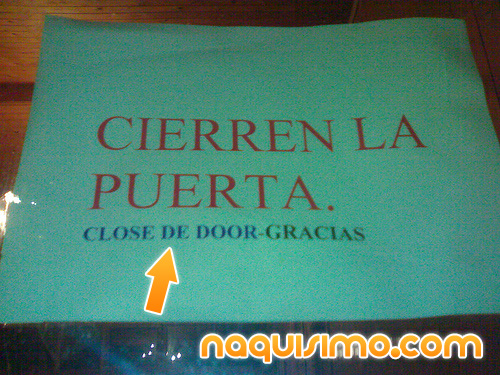 CIERREN LA
PUERTA.
CLOSE DE DOOR-GRACIAS
naquisimo.com